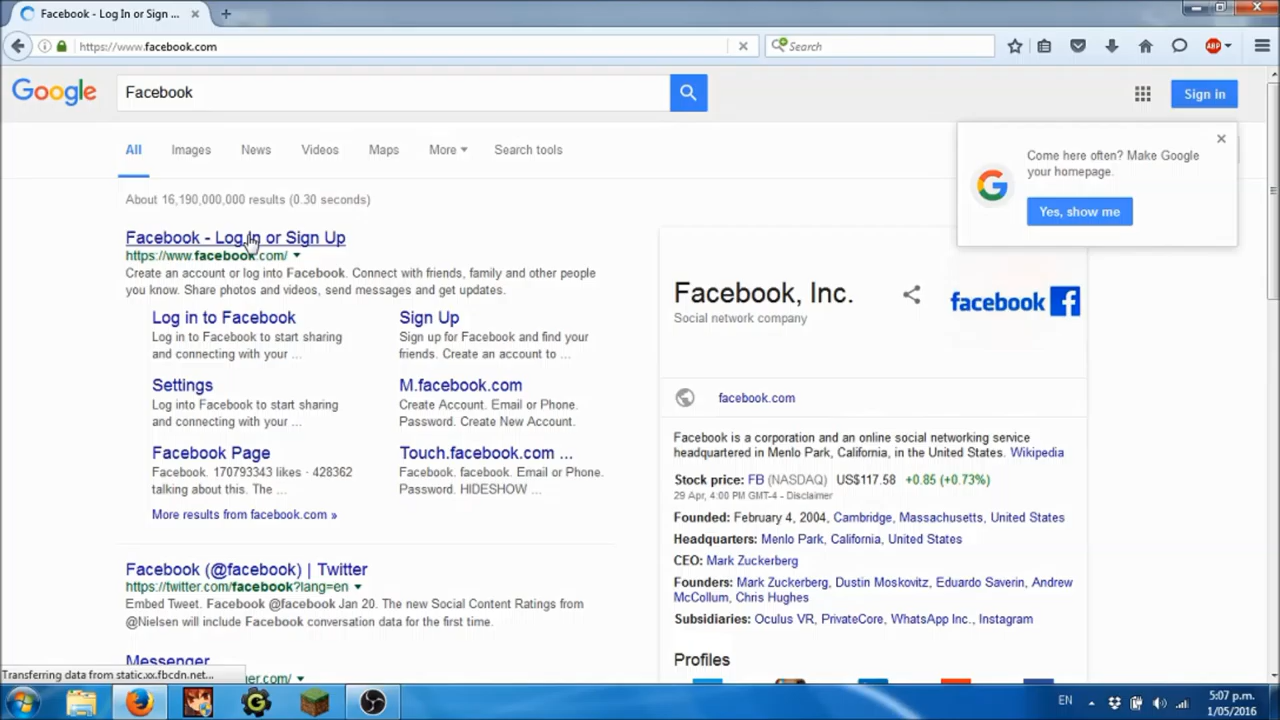 Facebook - Log In or Sign ...
https://www.facebook.com
Search
ABP
Google
Facebook
Sign in
All Images News Videos Maps More Search tools
Come here often? Make Google
your homepage.
Yes, show me
About 16,190,000,000 results (0.30 seconds)
Facebook - Log In or Sign Up
https://www.facebook.com/
Create an account or log into Facebook. Connect with friends, family and other people
you know. Share photos and videos, send messages and get updates.
Log in to Facebook
Log in to Facebook to start sharing
and connecting with your ...
Sign Up
Sign up for Facebook and find your
friends. Create an account to ...
Settings
Log into Facebook to start sharing
and connecting with your ...
M.facebook.com
Create Account. Email or Phone.
Password. Create New Account.
Facebook Page
Facebook. 170793343 likes · 428362
talking about this. The ...
Touch.facebook.com ...
Facebook. facebook. Email or Phone.
Password. HIDESHOW ...
More results from facebook.com »
Facebook (@facebook) | Twitter
https://twitter.com/facebook?lang=en
Embed Tweet. Facebook @facebook Jan 20. The new Social Content Ratings from
@Nielsen will include Facebook conversation data for the first time.
Messenger
er.com/
Transferring data from static.xx.fbcdn.net...
Facebook, Inc.
Social network company
facebook f
facebook.com
Facebook is a corporation and an online social networking service
headquartered in Menlo Park, California, in the United States. Wikipedia
Stock price: FB (NASDAQ) US$117.58 +0.85 (+0.73%)
29 Apr, 4:00 PM GMT-4 - Disclaimer
Founded: February 4, 2004, Cambridge, Massachusetts, United States
Headquarters: Menlo Park, California, United States
CEO: Mark Zuckerberg
Founders: Mark Zuckerberg, Dustin Moskovitz, Eduardo Saverin, Andrew
McCollum, Chris Hughes
Subsidiaries: Oculus VR, PrivateCore, WhatsApp Inc., Instagram
Profiles
EN
5:07 p.m.
1/05/2016